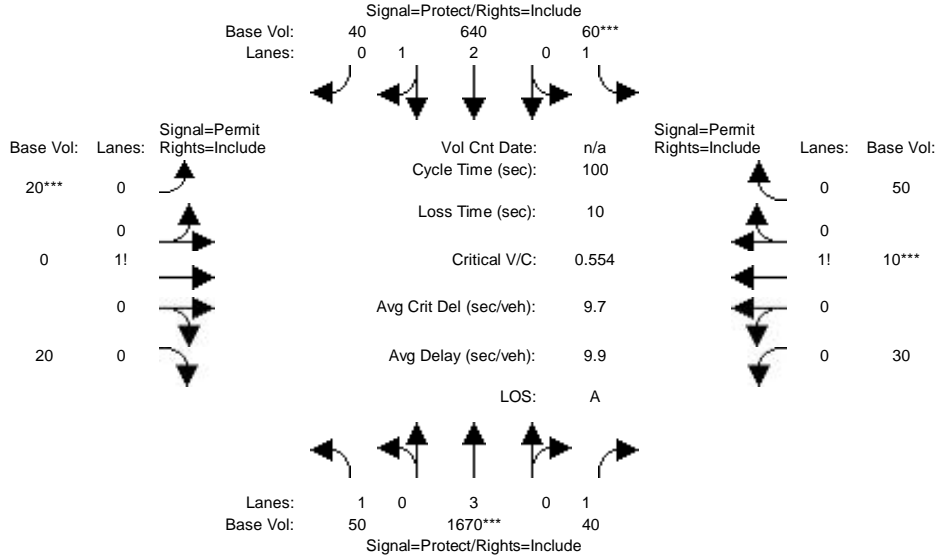 Signal=Protect/Rights=Include
Base Vol: 40 640 60***
Lanes: 0 1 2 0 1
Signal=Permit
Base Vol: Lanes: Rights=Include
Vol Cnt Date: n/a
Signal=Permit
Rights=Include Lanes: Base Vol:
Cycle Time (sec): 100
20*** 0
0 50
Loss Time (sec): 10
0
0
0 1!
Critical V/C: 0.554
1! 10***
0
Avg Crit Del (sec/veh): 9.7
0
20 0
Avg Delay (sec/veh): 9.9
0 30
LOS: A
Lanes: 1 0 3 0 1
Base Vol: 50 1670*** 40
Signal=Protect/Rights=Include